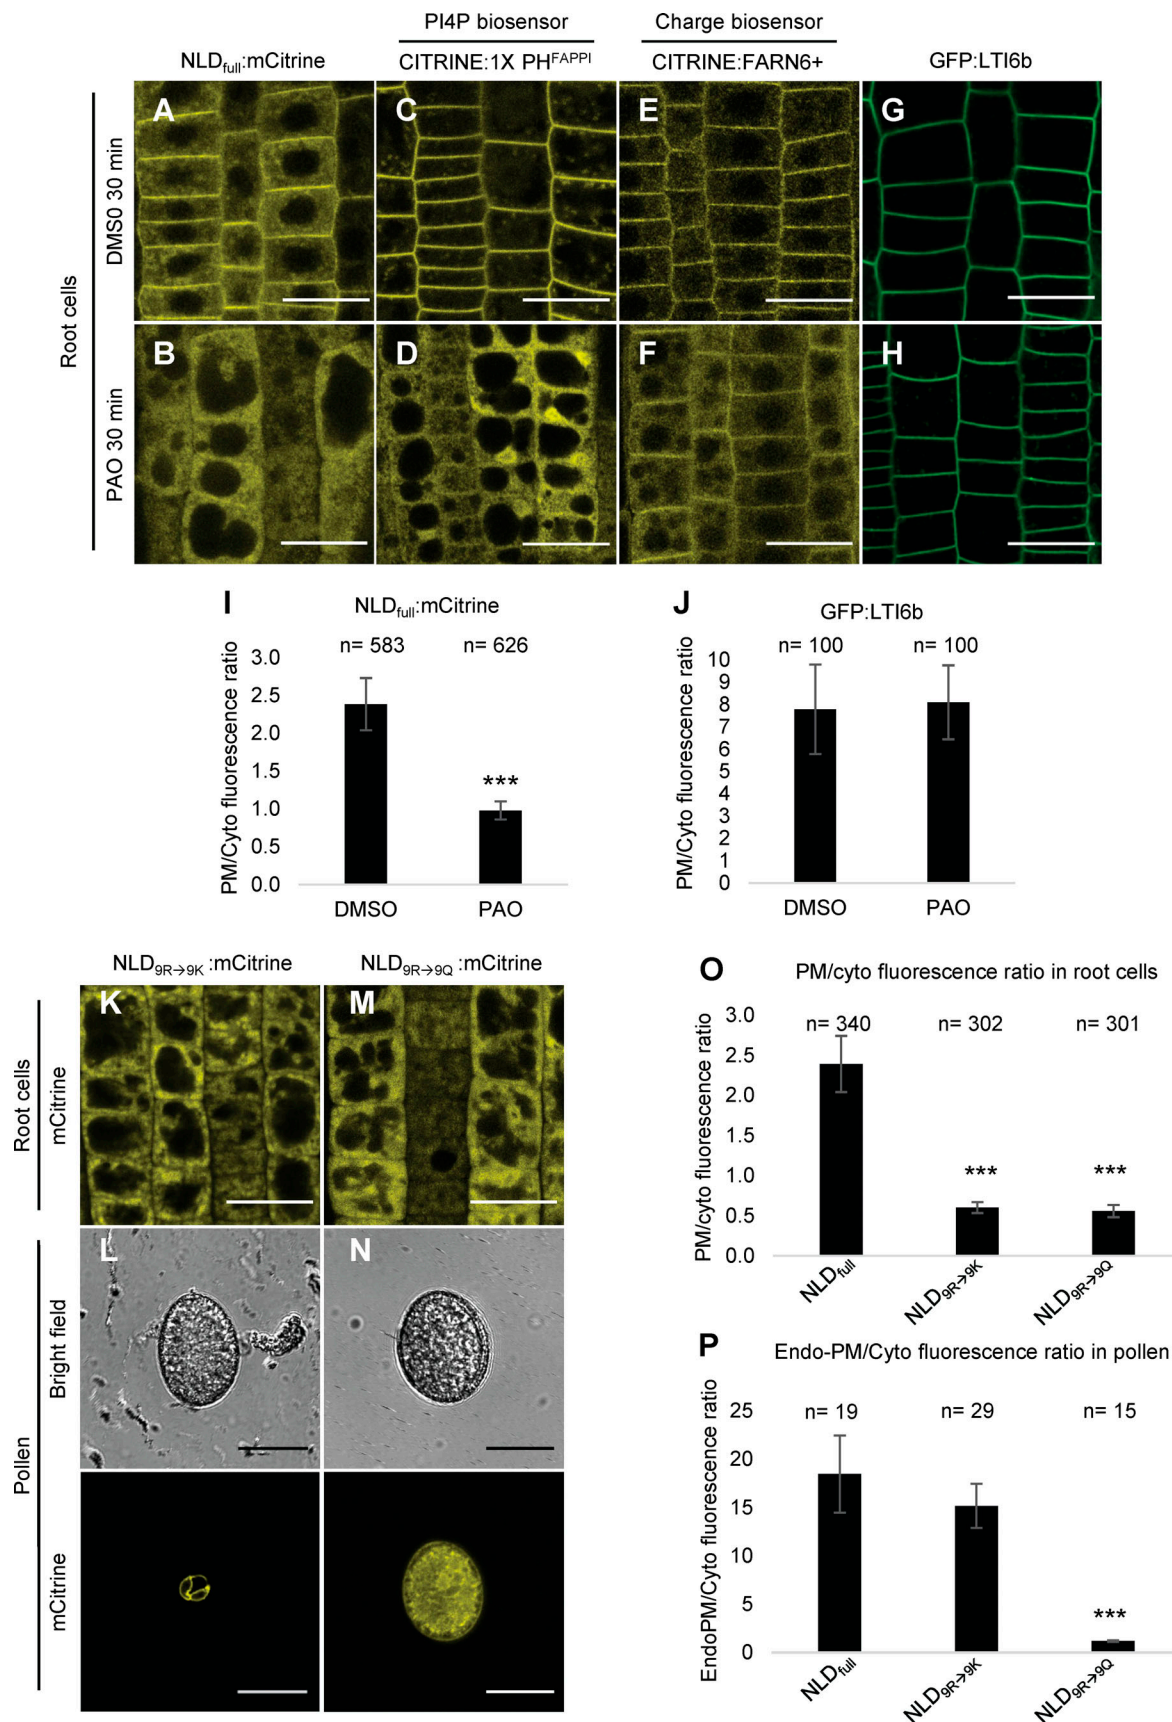 PI4P biosensor
Charge biosensor
NLDfull:mCitrine
CITRINE:1X PH^FAPPI
CITRINE:FARN6+
GFP:LTI6b
Root cells
DMS0 30 min
A
C
E
G
PAO 30 min
B
D
F
H
I
NLDfull:mCitrine
n= 583
n= 626
PM/Cyto fluorescence ratio
3.0
2.5
2.0
1.5
1.0
0.5
0.0
***
DMSO
PAO
J
GFP:LTI6b
n= 100
n= 100
PM/Cyto fluorescence ratio
10
9
8
7
6
5
4
3
2
1
0
DMSO
PAO
NLD9R→9K :mCitrine
NLD9R→9Q :mCitrine
Root cells
mCitrine
K
M
Pollen
Bright field
L
N
mCitrine
O
PM/cyto fluorescence ratio in root cells
n= 340
n= 302
n= 301
PM/cyto fluorescence ratio
3.0
2.5
2.0
1.5
1.0
0.5
0.0
***
***
NLDfull
NLD9R→9K
NLD9R→9Q
P
Endo-PM/Cyto fluorescence ratio in pollen
n= 19
n= 29
n= 15
EndoPM/Cyto fluorescence ratio
25
20
15
10
5
0
***
NLDfull
NLD9R→9K
NLD9R→9Q